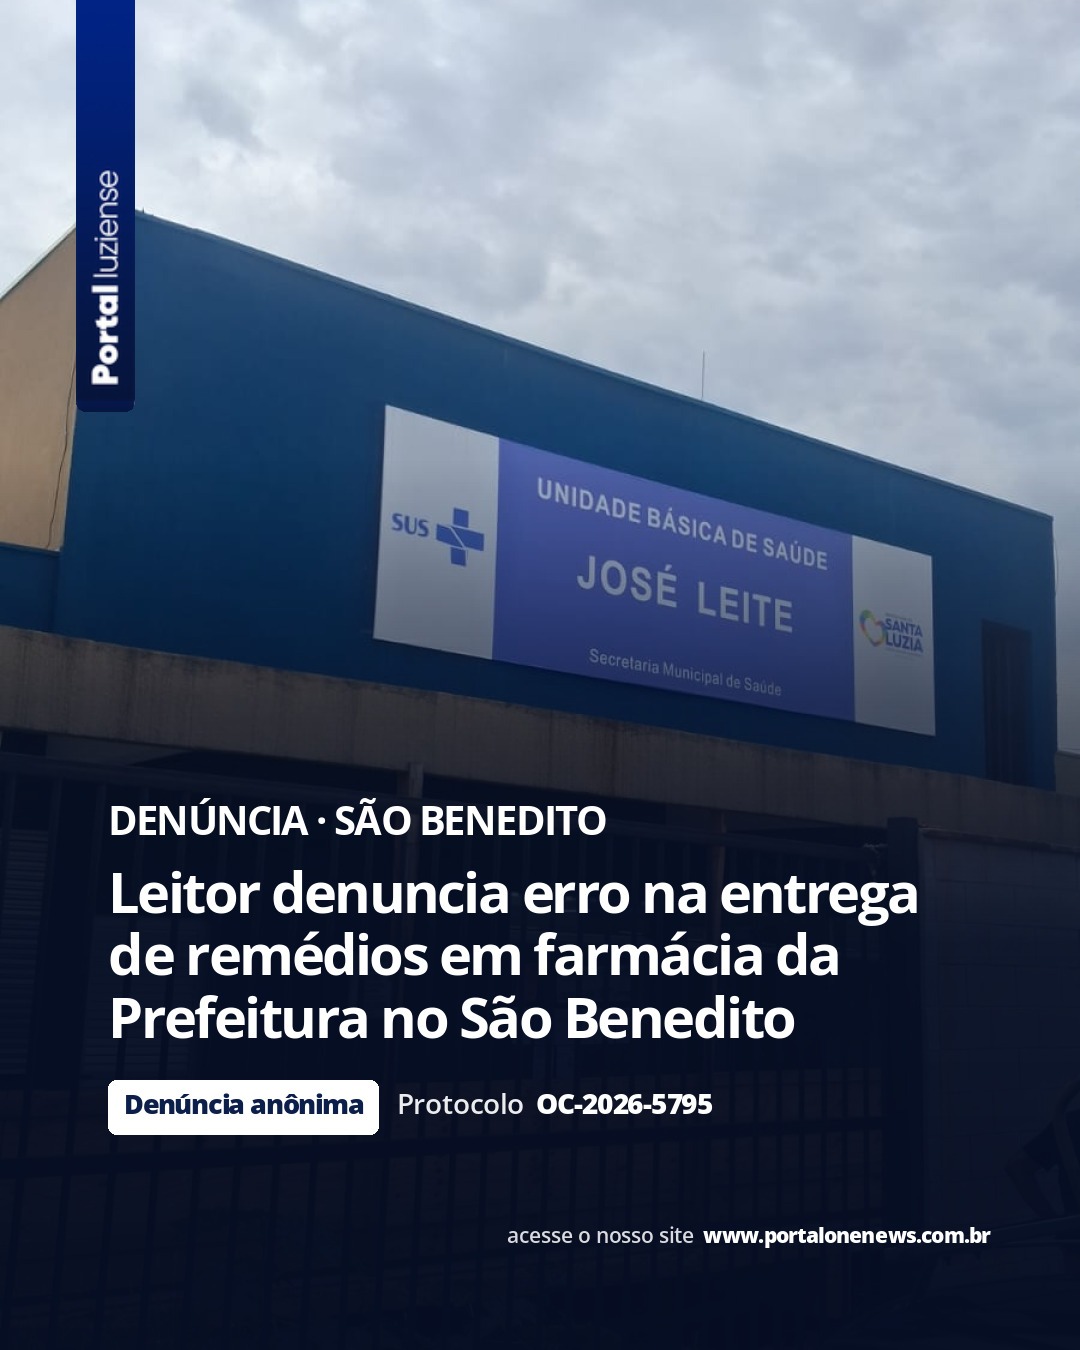 Portal luziense
SUS
UNIDADE BÁSICA DE SAÚDE
JOSÉ LEITE
Secretaria Municipal de Saúde
SANTA
LUZIA
DENÚNCIA · SÃO BENEDITO
Leitor denuncia erro na entrega
de remédios em farmácia da
Prefeitura no São Benedito
Denúncia anônima Protocolo OC-2026-5795
acesse o nosso site www.portalonenews.com.br